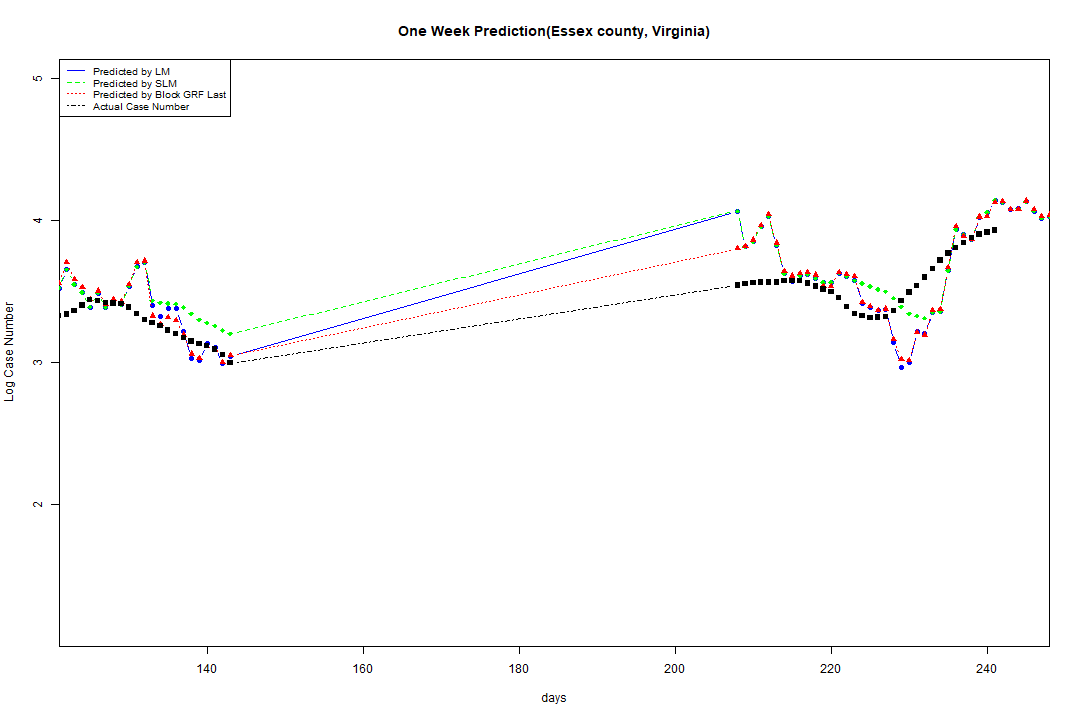 One Week Prediction(Essex county, Virginia)
Predicted by LM
Predicted by SLM
Predicted by Block GRF Last
Actual Case Number
5
4
3
2
Log Case Number
140 160 180 200 220 240
days